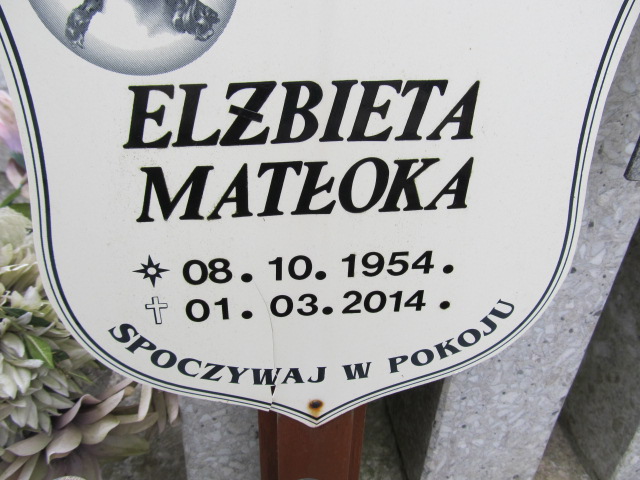 ELŻBIETA
MATŁOKA
08. 10. 1954.
01. 03. 2014.
SPOCZYWAJ W POKOJU